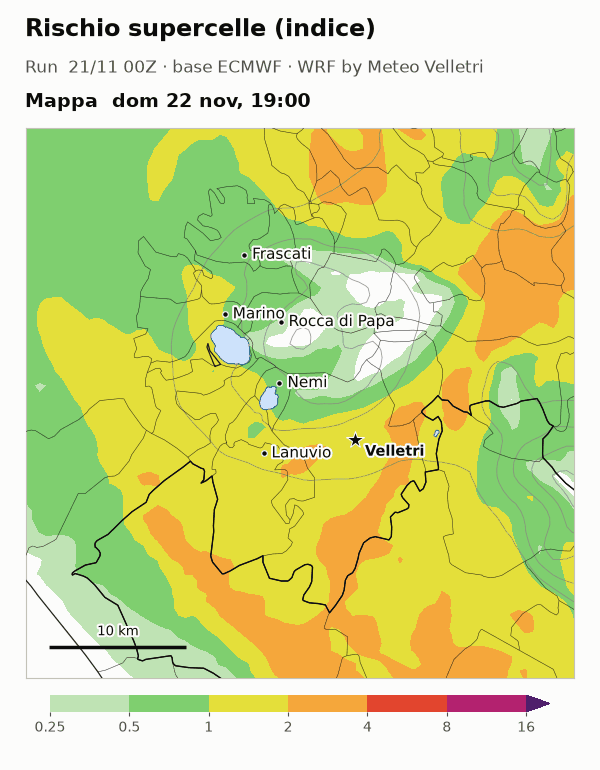 Rischio supercelle (indice)
Run  21/11 00Z · base ECMWF · WRF by Meteo Velletri
Mappa  dom 22 nov, 19:00
Frascati
Marino
Rocca di Papa
Nemi
Velletri
Lanuvio
10 km
0.25 0.5 1 2 4 8 16